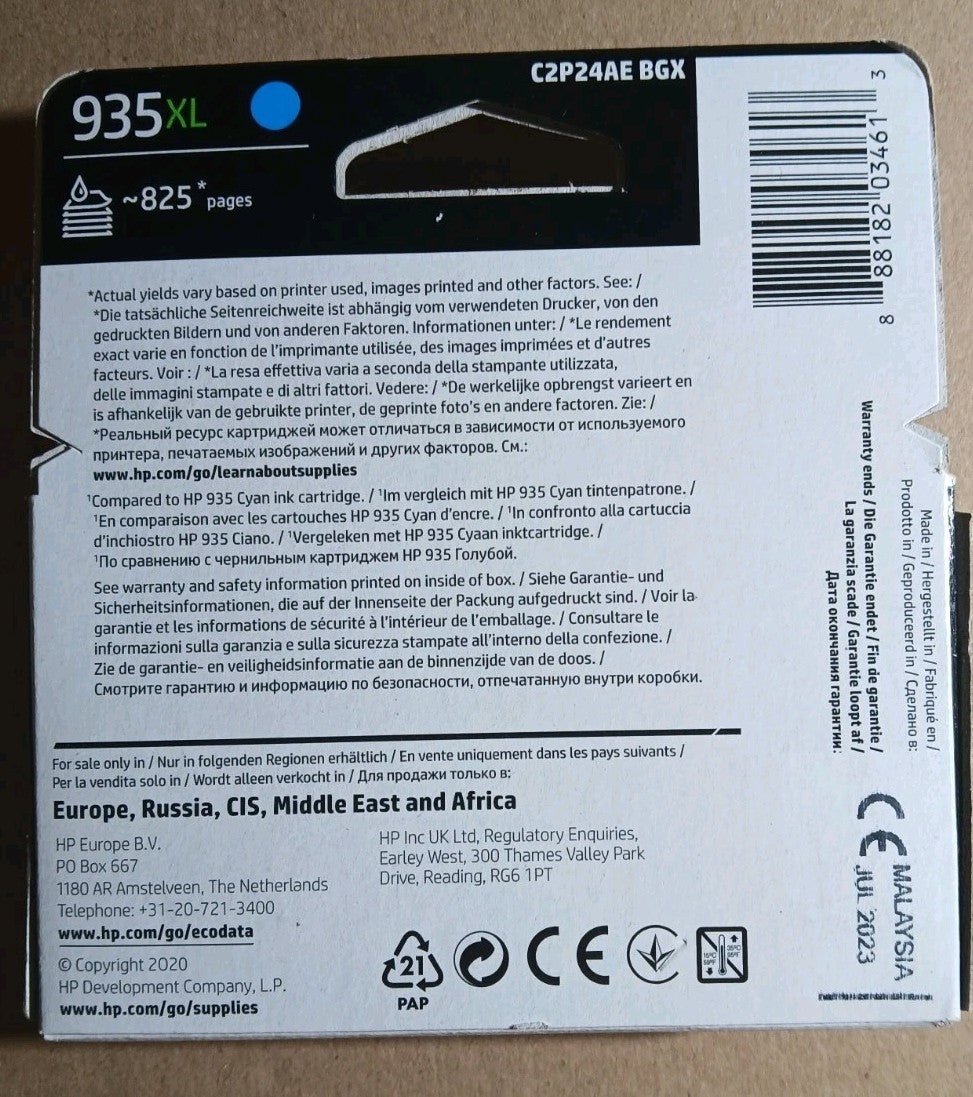 C2P24AE BGX
935XL
~825* pages
*Actual yields vary based on printer used, images printed and other factors. See: /
*Die tatsächliche Seitenreichweite ist abhängig vom verwendeten Drucker, von den
gedruckten Bildern und von anderen Faktoren. Informationen unter: / *Le rendement
exact varie en fonction de l'imprimante utilisée, des images imprimées et d'autres
facteurs. Voir : / *La resa effettiva varia a seconda della stampante utilizzata,
delle immagini stampate e di altri fattori. Vedere: / *De werkelijke opbrengst varieert en
is afhankelijk van de gebruikte printer, de geprinte foto's en andere factoren. Zie: /
*Реальный ресурс картриджей может отличаться в зависимости от используемого
принтера, печатаемых изображений и других факторов. См.:
www.hp.com/go/learnaboutsupplies
¹Compared to HP 935 Cyan ink cartridge. / ¹Im vergleich mit HP 935 Cyan tintenpatrone. /
¹En comparaison avec les cartouches HP 935 Cyan d'encre. / ¹In confronto alla cartuccia
d'inchiostro HP 935 Ciano. / ¹Vergeleken met HP 935 Cyaan inktcartridge. /
¹По сравнению с чернильным картриджем HP 935 Голубой.
See warranty and safety information printed on inside of box. / Siehe Garantie- und
Sicherheitsinformationen, die auf der Innenseite der Packung aufgedruckt sind. / Voir la
garantie et les informations de sécurité à l'intérieur de l'emballage. / Consultare le
informazioni sulla garanzia e sulla sicurezza stampate all'interno della confezione. /
Zie de garantie- en veiligheidsinformatie aan de binnenzijde van de doos. /
Смотрите гарантию и информацию по безопасности, отпечатанную внутри коробки.
For sale only in / Nur in folgenden Regionen erhältlich / En vente uniquement dans les pays suivants /
Per la vendita solo in / Wordt alleen verkocht in / Для продажи только в:
Europe, Russia, CIS, Middle East and Africa
HP Europe B.V.
PO Box 667
1180 AR Amstelveen, The Netherlands
Telephone: +31-20-721-3400
www.hp.com/go/ecodata
© Copyright 2020
HP Development Company, L.P.
www.hp.com/go/supplies
HP Inc UK Ltd, Regulatory Enquiries,
Earley West, 300 Thames Valley Park
Drive, Reading, RG6 1PT
21
PAP
CE
8 88182 03461 3
Made in / Hergestellt in / Fabriqué en /
Prodotto in / Geproduceerd in / Сделано в:
MALAYSIA
Warranty ends / Die Garantie endet / Fin de garantie /
La garanzia scade / Garantie loopt af /
Дата окончания гарантии:
JUL 2023
CE